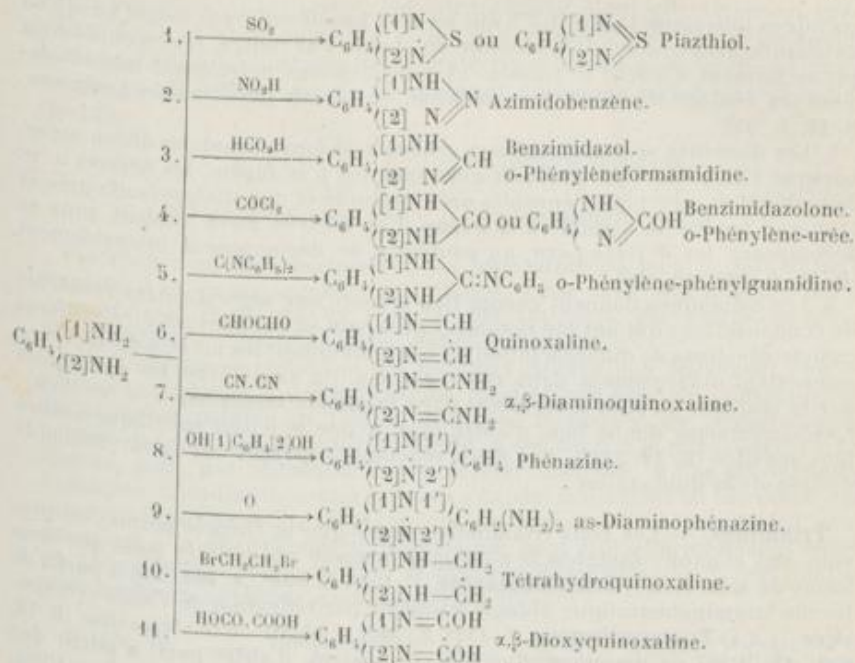 1. SO₂ → C₆H₄ ([1]N [2]N) S ou C₆H₄ ([1]N [2]N) S Piazthiol.
2. NO₂H → C₆H₄ ([1]NH [2] N) N Azimidobenzène.
3. HCO₂H → C₆H₄ ([1]NH [2] N) CH Benzimidazol.
o-Phénylèneformamidine.
4. COCl₂ → C₆H₄ ([1]NH [2]NH) CO ou C₆H₄ (NH N) COH Benzimidazolone.
o-Phénylène-urée.
5. C(NC₆H₅)₂ → C₆H₄ ([1]NH [2]NH) C:NC₆H₅ o-Phénylène-phénylguanidine.
C₆H₄ ([1]NH₂ [2]NH₂)
6. CHOCHO → C₆H₄ ([1]N=CH [2]N=CH) Quinoxaline.
7. CN.CN → C₆H₄ ([1]N=CNH₂ [2]N=CNH₂) α,β-Diaminoquinoxaline.
8. OH[1]C₆H₄[2]OH → C₆H₄ ([1]N[1'] [2]N[2']) C₆H₄ Phénazine.
9. O → C₆H₄ ([1]N[1'] [2]N[2']) C₆H₂(NH₂)₂ as-Diaminophénazine.
10. BrCH₂CH₂Br → C₆H₄ ([1]NH—CH₂ [2]NH—CH₂) Tétrahydroquinoxaline.
11. HOCO.COOH → C₆H₄ ([1]N=COH [2]N=COH) α,β-Dioxyquinoxaline.